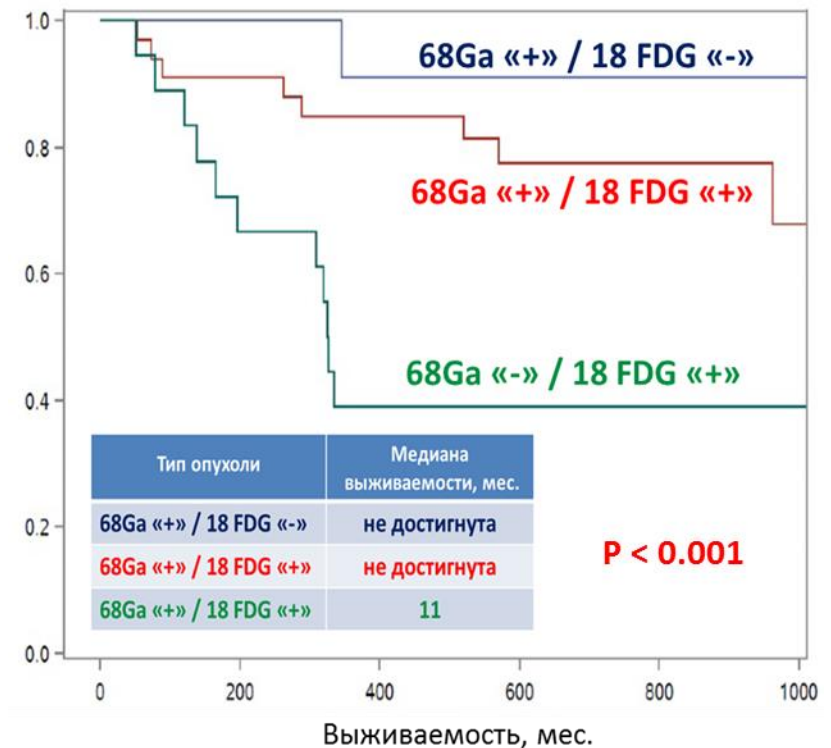 1.0
68Ga «+» / 18 FDG «-»
0.8
68Ga «+» / 18 FDG «+»
0.6
68Ga «-» / 18 FDG «+»
0.4
Тип опухоли
Медиана
выживаемости, мес.
68Ga «+» / 18 FDG «-»
не достигнута
68Ga «+» / 18 FDG «+»
не достигнута
68Ga «+» / 18 FDG «+»
11
0.2
P < 0.001
0.0
0 200 400 600 800 1000
Выживаемость, мес.